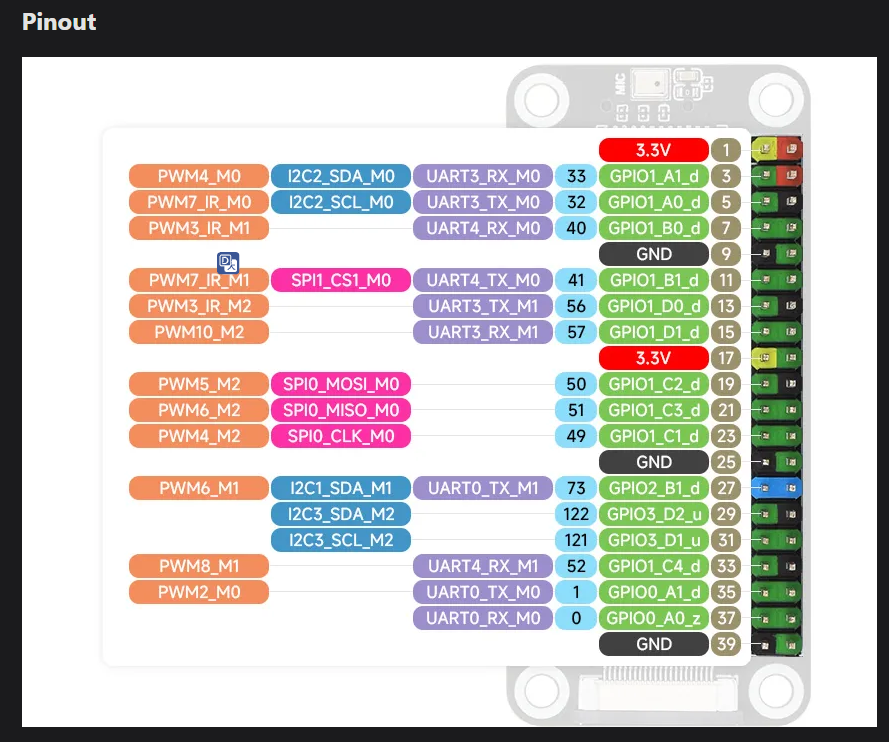 Pinout
MIC
3.3V 1
PWM4_M0 I2C2_SDA_M0 UART3_RX_M0 33 GPIO1_A1_d 3
PWM7_IR_M0 I2C2_SCL_M0 UART3_TX_M0 32 GPIO1_A0_d 5
PWM3_IR_M1 UART4_RX_M0 40 GPIO1_B0_d 7
GND 9
PWM7_IR_M1 SPI1_CS1_M0 UART4_TX_M0 41 GPIO1_B1_d 11
PWM3_IR_M2 UART3_TX_M1 56 GPIO1_D0_d 13
PWM10_M2 UART3_RX_M1 57 GPIO1_D1_d 15
3.3V 17
PWM5_M2 SPI0_MOSI_M0 50 GPIO1_C2_d 19
PWM6_M2 SPI0_MISO_M0 51 GPIO1_C3_d 21
PWM4_M2 SPI0_CLK_M0 49 GPIO1_C1_d 23
GND 25
PWM6_M1 I2C1_SDA_M1 UART0_TX_M1 73 GPIO2_B1_d 27
I2C3_SDA_M2 122 GPIO3_D2_u 29
I2C3_SCL_M2 121 GPIO3_D1_u 31
PWM8_M1 UART4_RX_M1 52 GPIO1_C4_d 33
PWM2_M0 UART0_TX_M0 1 GPIO0_A1_d 35
UART0_RX_M0 0 GPIO0_A0_z 37
GND 39